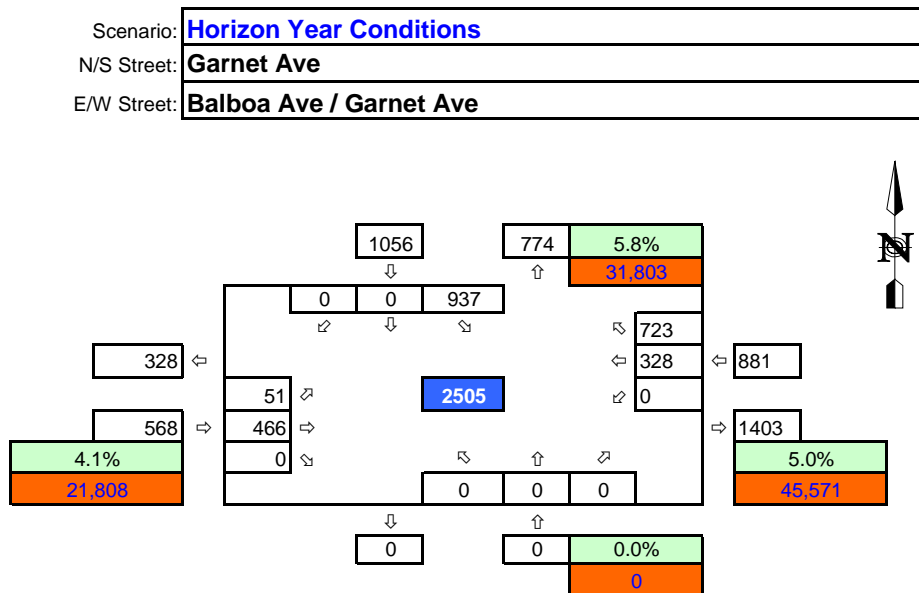 Scenario: Horizon Year Conditions
N/S Street: Garnet Ave
E/W Street: Balboa Ave / Garnet Ave
N
1056 774 5.8%
⇩ ⇧ 31,803
0 0 937
⬃ ⇩ ⬂ ⬁ 723
328 ⇦ ⇦ 328 ⇦ 881
51 ⬀ 2505 ⬃ 0
568 ⇨ 466 ⇨ ⇨ 1403
4.1% 0 ⬂ ⬁ ⇧ ⬀ 5.0%
21,808 0 0 0 45,571
⇩ ⇧
0 0 0.0%
0